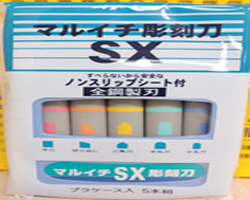 マルイチ彫刻刀
SX
すべらないから安全な
ノンスリップシート付
全鋼製刃
マルイチSX彫刻刀
プラケース入 5本組